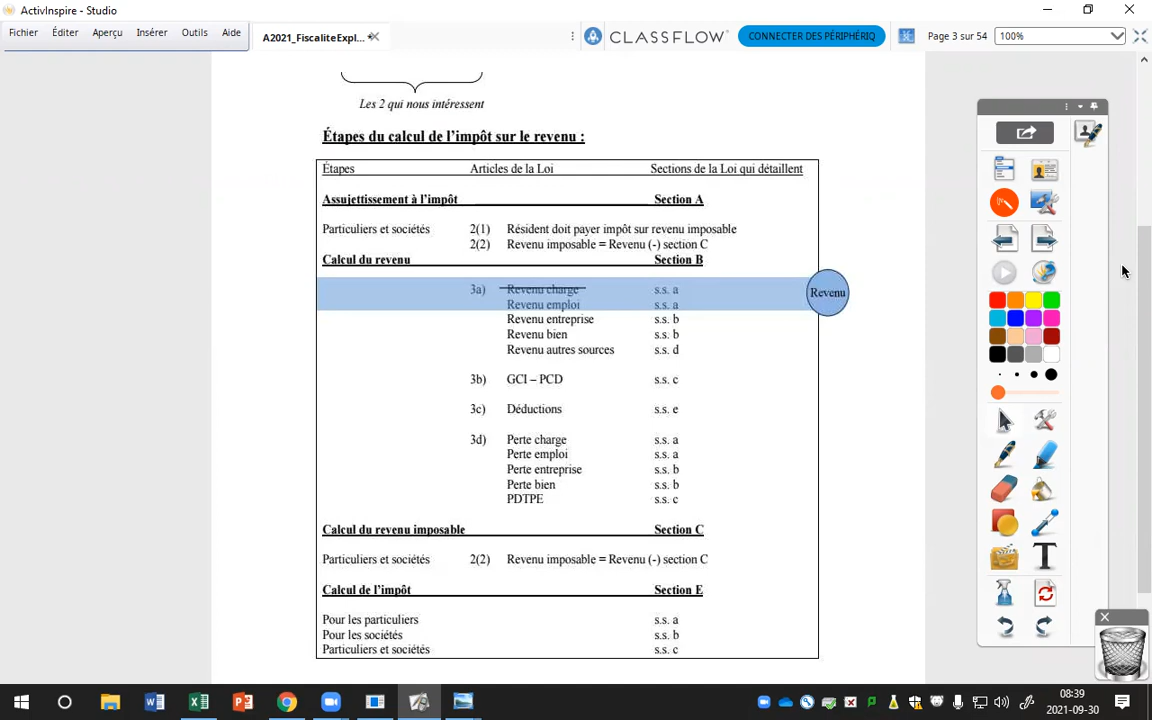 ActivInspire - Studio
Fichier Éditer Aperçu Insérer Outils Aide
A2021_FiscaliteExpl...
CLASSFLOW
CONNECTER DES PÉRIPHÉRIQ
Page 3 sur 54
100%
Les 2 qui nous intéressent
Étapes du calcul de l'impôt sur le revenu :
Étapes Articles de la Loi Sections de la Loi qui détaillent
Assujettissement à l'impôt Section A
Particuliers et sociétés 2(1) Résident doit payer impôt sur revenu imposable
2(2) Revenu imposable = Revenu (-) section C
Calcul du revenu Section B
3a) Revenu charge s.s. a
Revenu
Revenu emploi s.s. a
Revenu entreprise s.s. b
Revenu bien s.s. b
Revenu autres sources s.s. d
3b) GCI – PCD s.s. c
3c) Déductions s.s. e
3d) Perte charge s.s. a
Perte emploi s.s. a
Perte entreprise s.s. b
Perte bien s.s. b
PDTPE s.s. c
Calcul du revenu imposable Section C
Particuliers et sociétés 2(2) Revenu imposable = Revenu (-) section C
Calcul de l'impôt Section E
Pour les particuliers s.s. a
Pour les sociétés s.s. b
Particuliers et sociétés s.s. c
08:39
2021-09-30